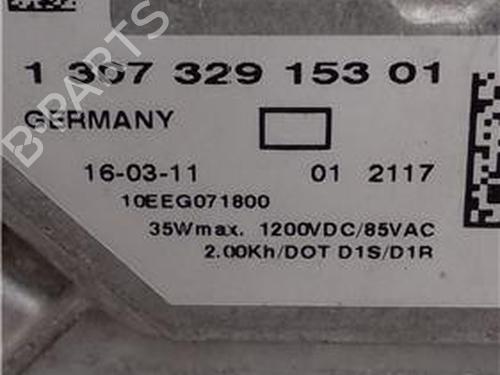 B PARTS
1 307 329 153 01
GERMANY
16-03-11 01 2117
10EEG071800
35Wmax. 1200VDC/85VAC
2.00Kh/DOT D1S/D1R